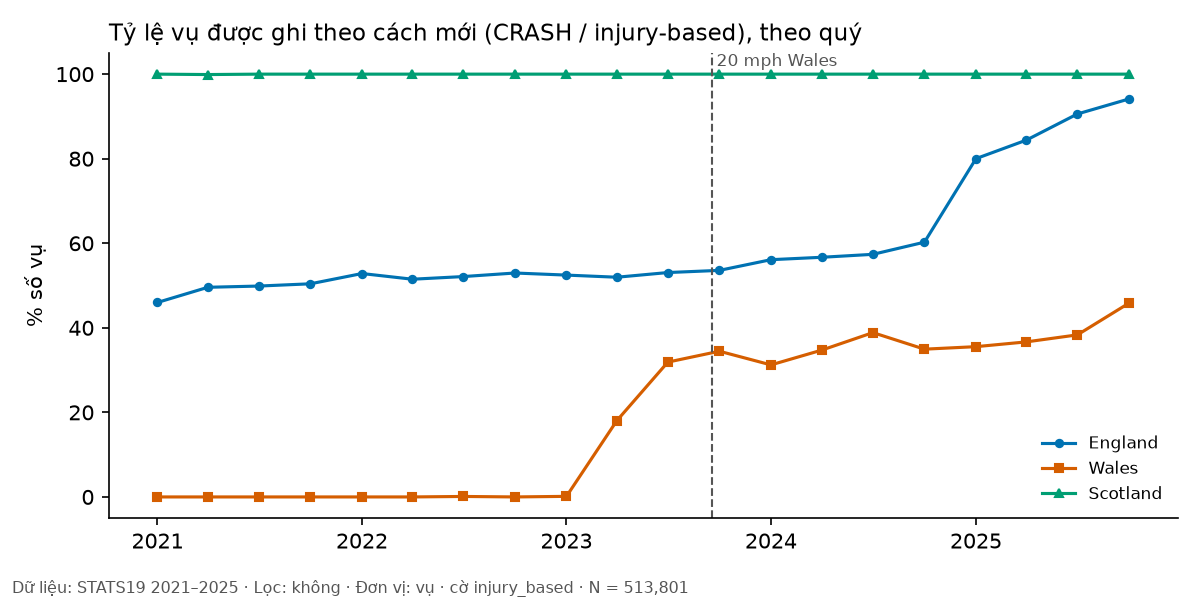 Tỷ lệ vụ được ghi theo cách mới (CRASH / injury-based), theo quý
20 mph Wales
100
80
60
40
20
0
% số vụ
England
Wales
Scotland
2021 2022 2023 2024 2025
Dữ liệu: STATS19 2021–2025 · Lọc: không · Đơn vị: vụ · cờ injury_based · N = 513,801